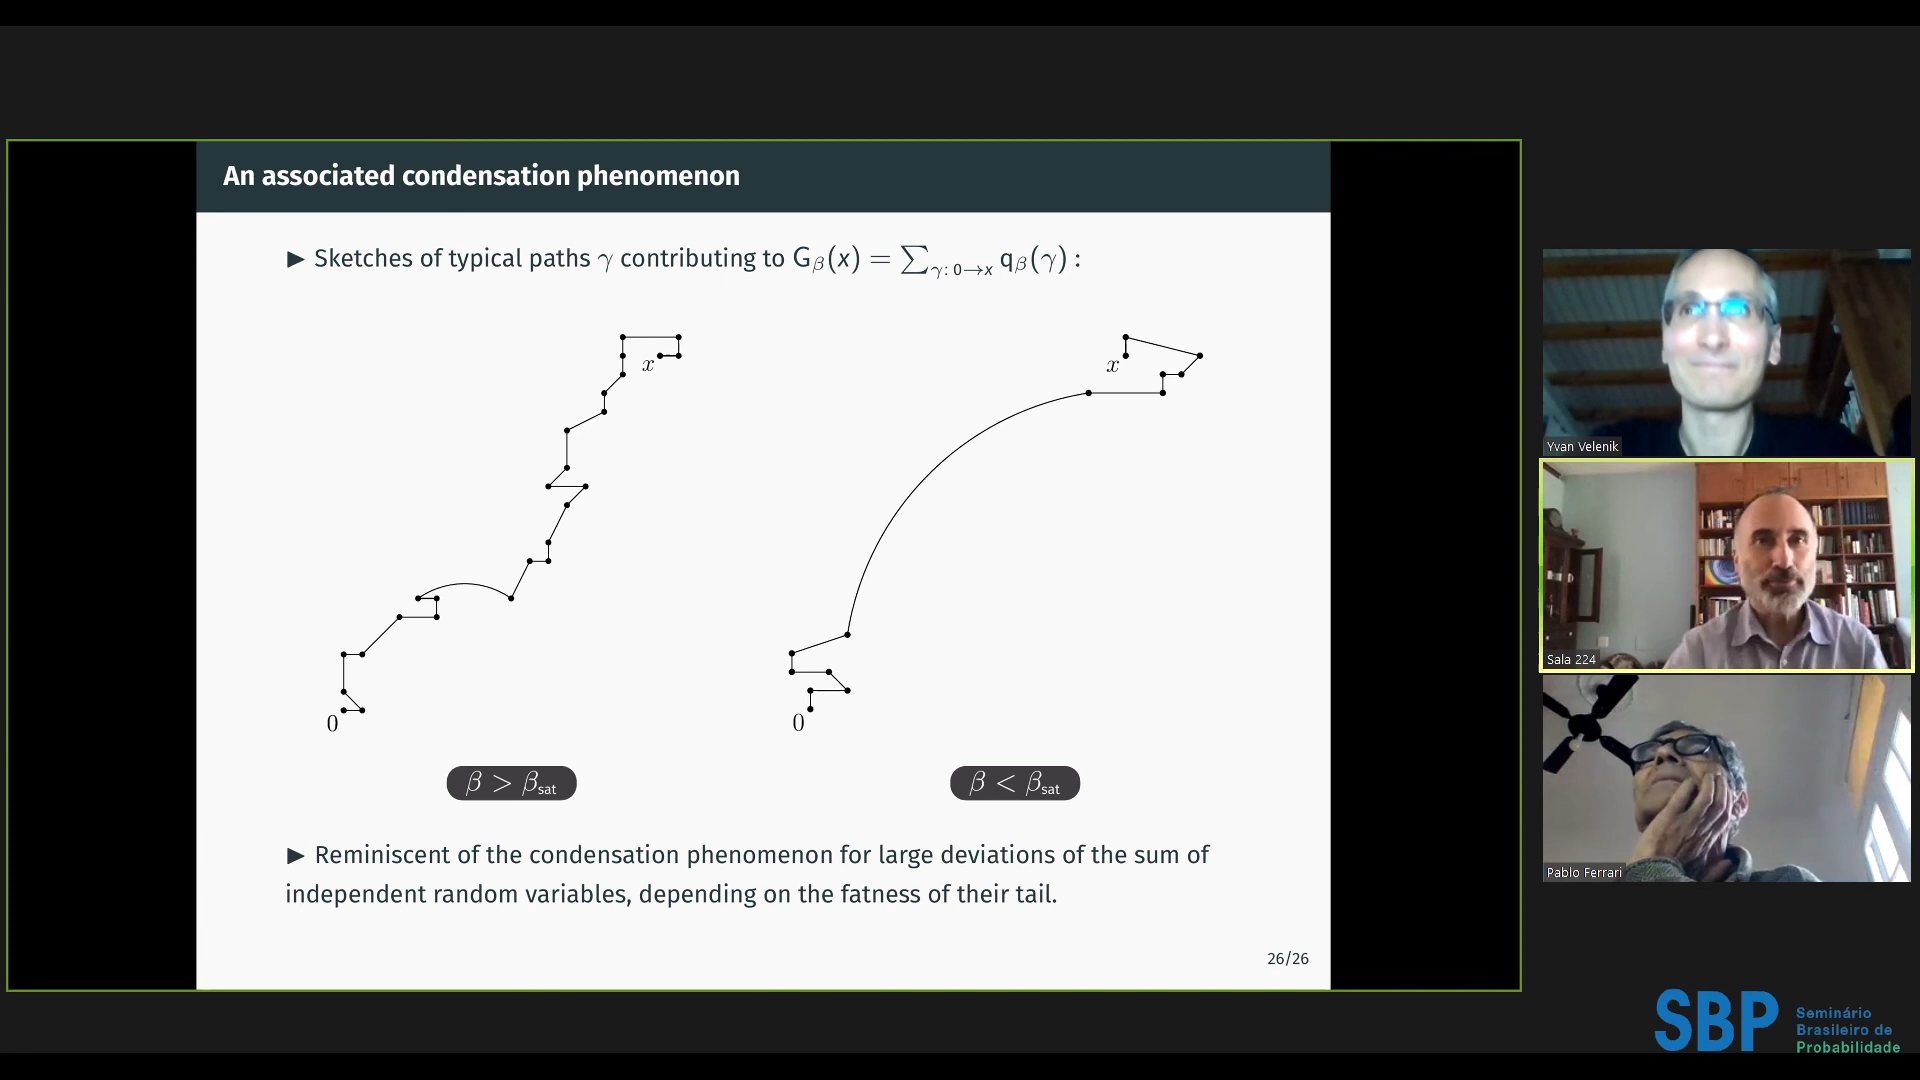 An associated condensation phenomenon
▶ Sketches of typical paths γ contributing to G_β(x) = ∑_{γ: 0→x} q_β(γ) :
x
0
x
0
β > β_sat
β < β_sat
▶ Reminiscent of the condensation phenomenon for large deviations of the sum of
independent random variables, depending on the fatness of their tail.
26/26
Yvan Velenik
Sala 224
Pablo Ferrari
SBP
Seminário
Brasileiro de
Probabilidade